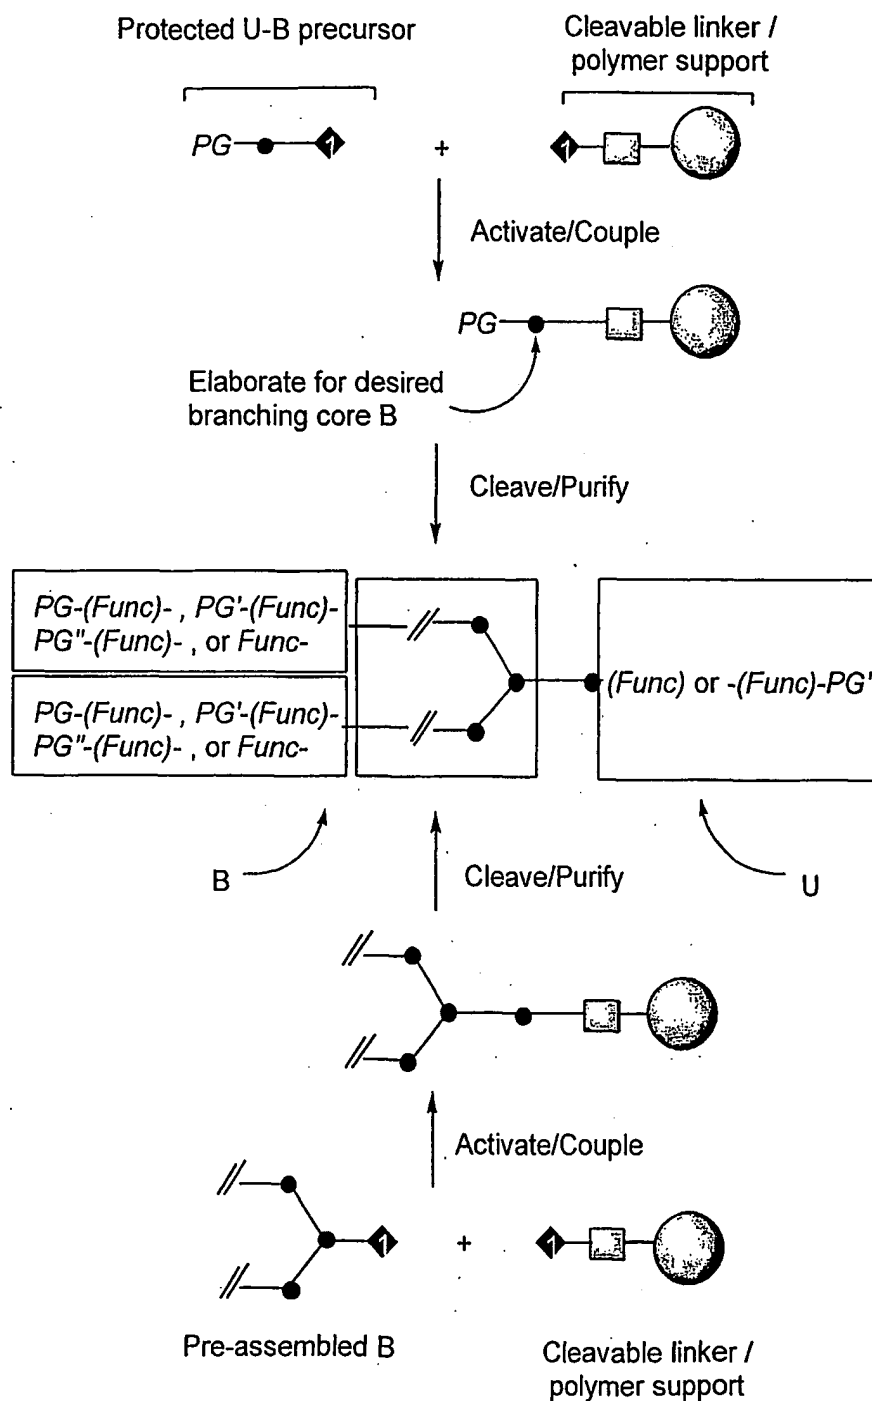 Protected U-B precursor
Cleavable linker /
polymer support
PG
1
+
1
Activate/Couple
PG
Elaborate for desired
branching core B
Cleave/Purify
PG-(Func)- , PG'-(Func)-
PG"-(Func)- , or Func-
(Func) or -(Func)-PG'
PG-(Func)- , PG'-(Func)-
PG"-(Func)- , or Func-
B
Cleave/Purify
U
Activate/Couple
1
+
1
Pre-assembled B
Cleavable linker /
polymer support